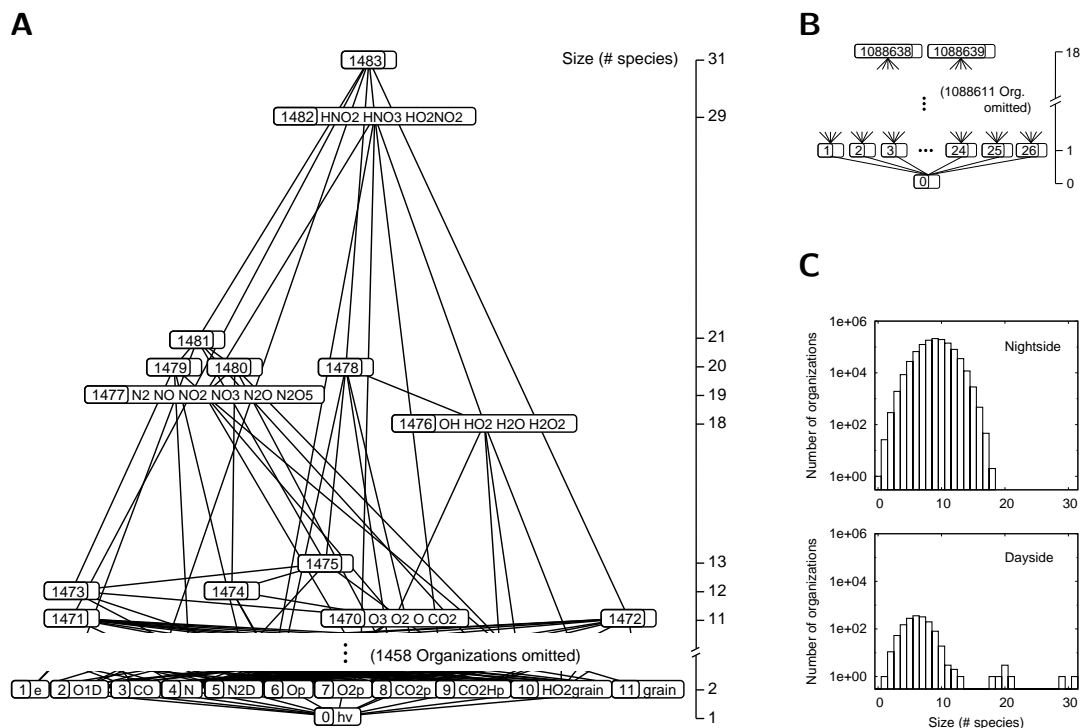 A
1483
Size (# species)
31
1482 HNO2 HNO3 HO2NO2
29
1481
21
1479
1480
1478
20
1477 N2 NO NO2 NO3 N2O N2O5
19
1476 OH HO2 H2O H2O2
18
1475
13
1473
1474
12
1471
1470 O3 O2 O CO2
1472
11
(1458 Organizations omitted)
1 e
2 O1D
3 CO
4 N
5 N2D
6 Op
7 O2p
8 CO2p
9 CO2Hp
10 HO2grain
11 grain
2
0 hv
1
B
1088638
1088639
18
(1088611 Org.
omitted)
1
2
3
24
25
26
1
0
0
C
Number of organizations
1e+06
1e+04
1e+02
1e+00
Nightside
0
10
20
30
Number of organizations
1e+06
1e+04
1e+02
1e+00
Dayside
0
10
20
30
Size (# species)